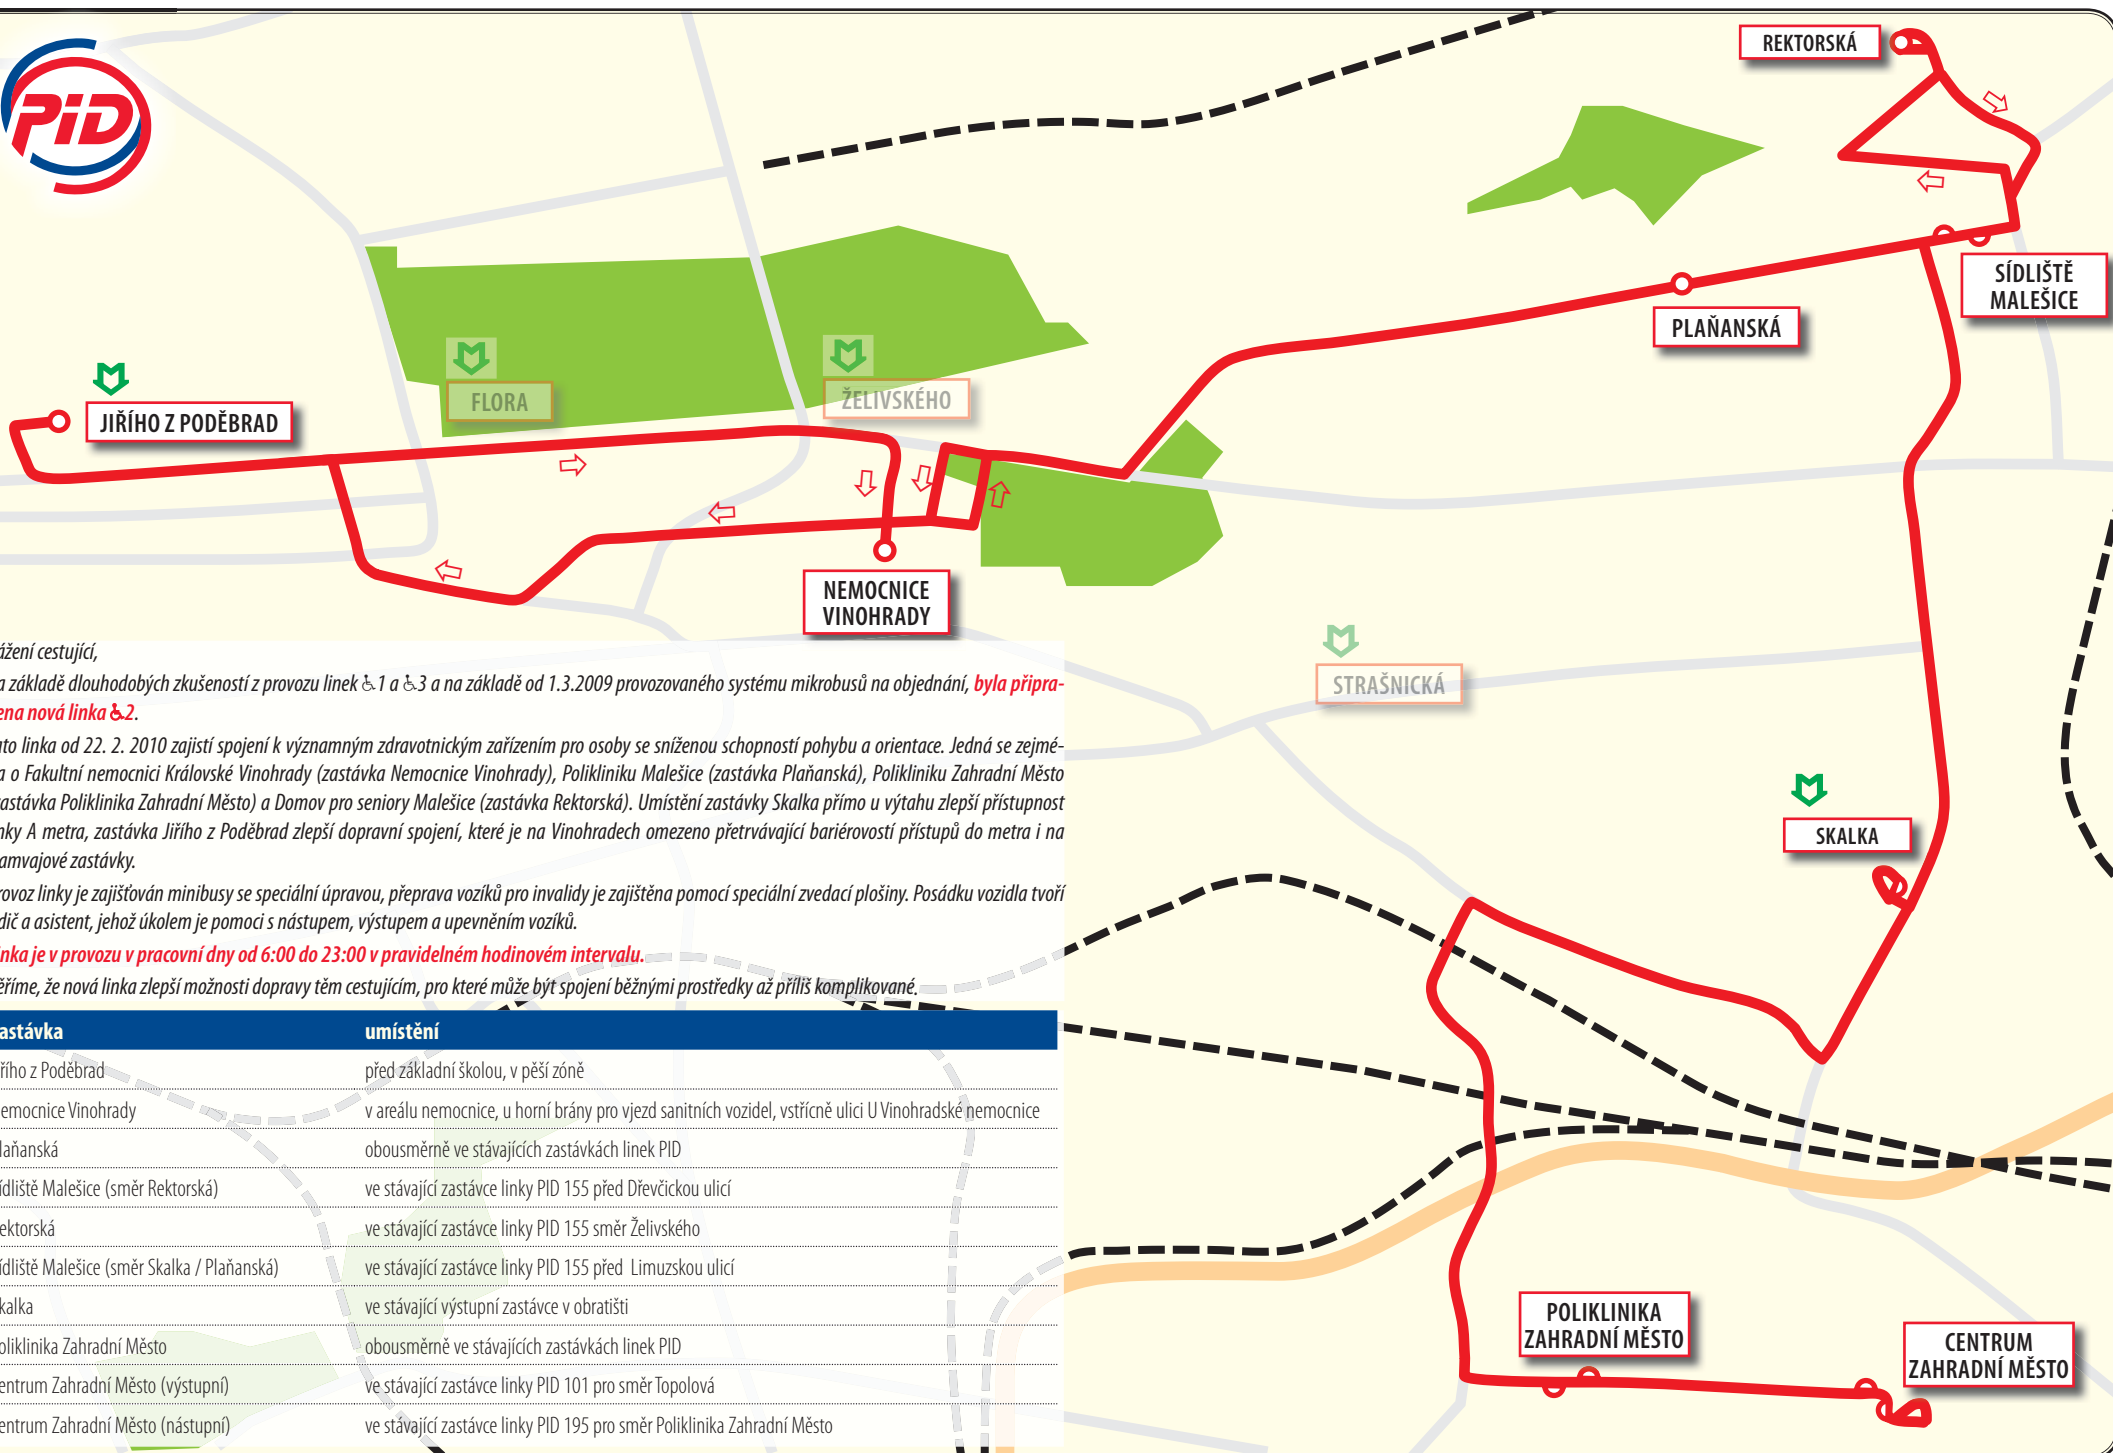 PiD
REKTORSKÁ
SÍDLIŠTĚ
MALEŠICE
PLAŇANSKÁ
FLORA
ŽELIVSKÉHO
JIŘÍHO Z PODĚBRAD
NEMOCNICE
VINOHRADY
STRAŠNICKÁ
SKALKA
POLIKLINIKA
ZAHRADNÍ MĚSTO
CENTRUM
ZAHRADNÍ MĚSTO
ážení cestující,
a základě dlouhodobých zkušeností z provozu linek ♿1 a ♿3 a na základě od 1.3.2009 provozovaného systému mikrobusů na objednání, byla připra-
ena nová linka ♿2.
ato linka od 22. 2. 2010 zajistí spojení k významným zdravotnickým zařízením pro osoby se sníženou schopností pohybu a orientace. Jedná se zejmé-
a o Fakultní nemocnici Královské Vinohrady (zastávka Nemocnice Vinohrady), Polikliniku Malešice (zastávka Plaňanská), Polikliniku Zahradní Město
astávka Poliklinika Zahradní Město) a Domov pro seniory Malešice (zastávka Rektorská). Umístění zastávky Skalka přímo u výtahu zlepší přístupnost
nky A metra, zastávka Jiřího z Poděbrad zlepší dopravní spojení, které je na Vinohradech omezeno přetrvávající bariérovostí přístupů do metra i na
amvajové zastávky.
rovoz linky je zajišťován minibusy se speciální úpravou, přeprava vozíků pro invalidy je zajištěna pomocí speciální zvedací plošiny. Posádku vozidla tvoří
dič a asistent, jehož úkolem je pomoci s nástupem, výstupem a upevněním vozíků.
inka je v provozu v pracovní dny od 6:00 do 23:00 v pravidelném hodinovém intervalu.
ěříme, že nová linka zlepší možnosti dopravy těm cestujícím, pro které může být spojení běžnými prostředky až příliš komplikované.
astávka umístění
řího z Poděbrad před základní školou, v pěší zóně
emocnice Vinohrady v areálu nemocnice, u horní brány pro vjezd sanitních vozidel, vstřícně ulici U Vinohradské nemocnice
laňanská obousměrně ve stávajících zastávkách linek PID
ídliště Malešice (směr Rektorská) ve stávající zastávce linky PID 155 před Dřevčickou ulicí
ektorská ve stávající zastávce linky PID 155 směr Želivského
ídliště Malešice (směr Skalka / Plaňanská) ve stávající zastávce linky PID 155 před Limuzskou ulicí
kalka ve stávající výstupní zastávce v obratišti
oliklinika Zahradní Město obousměrně ve stávajících zastávkách linek PID
entrum Zahradní Město (výstupní) ve stávající zastávce linky PID 101 pro směr Topolová
entrum Zahradní Město (nástupní) ve stávající zastávce linky PID 195 pro směr Poliklinika Zahradní Město